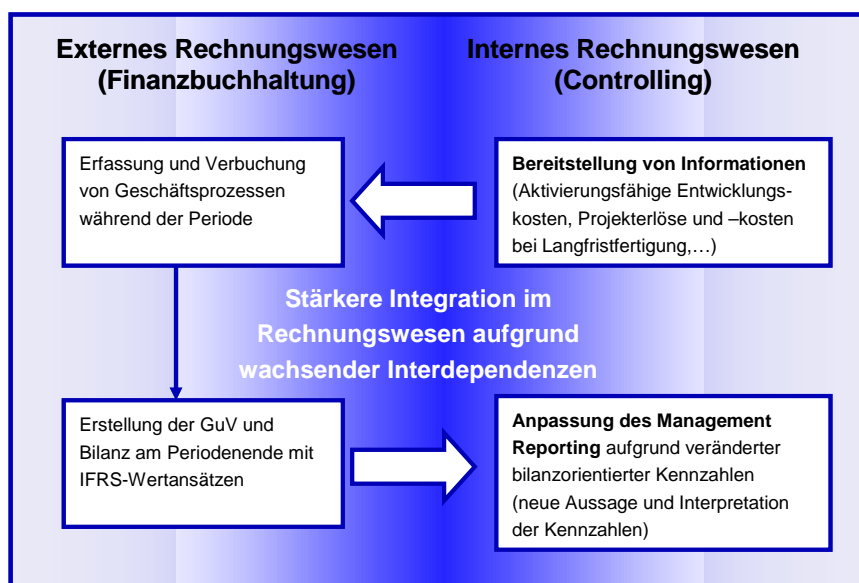 Externes Rechnungswesen
(Finanzbuchhaltung)
Internes Rechnungswesen
(Controlling)
Erfassung und Verbuchung
von Geschäftsprozessen
während der Periode
Bereitstellung von Informationen
(Aktivierungsfähige Entwicklungs-
kosten, Projekterlöse und –kosten
bei Langfristfertigung,…)
Stärkere Integration im
Rechnungswesen aufgrund
wachsender Interdependenzen
Erstellung der GuV und
Bilanz am Periodenende mit
IFRS-Wertansätzen
Anpassung des Management
Reporting aufgrund veränderter
bilanzorientierter Kennzahlen
(neue Aussage und Interpretation
der Kennzahlen)